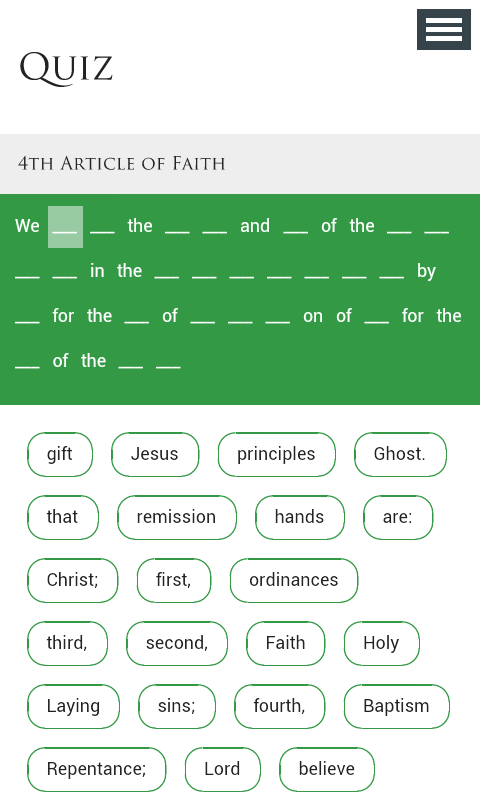 Quiz
4th Article of Faith
We ___ ___ the ___ ___ and ___ of the ___ ___
___ ___ in the ___ ___ ___ ___ ___ ___ ___ by
___ for the ___ of ___ ___ ___ on of ___ for the
___ of the ___ ___
gift Jesus principles Ghost.
that remission hands are:
Christ; first, ordinances
third, second, Faith Holy
Laying sins; fourth, Baptism
Repentance; Lord believe